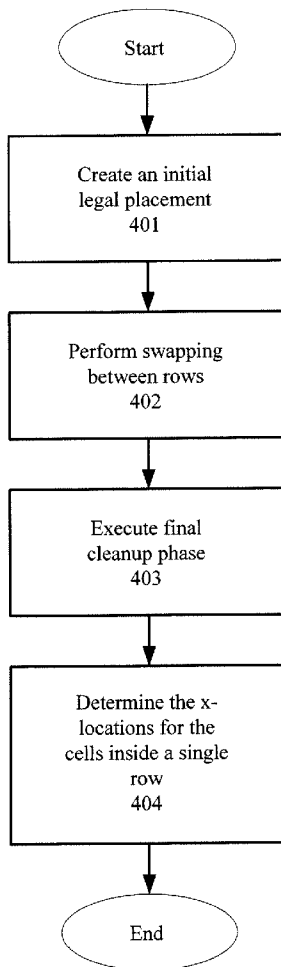 Start
Create an initial
legal placement
401
Perform swapping
between rows
402
Execute final
cleanup phase
403
Determine the x-
locations for the
cells inside a single
row
404
End